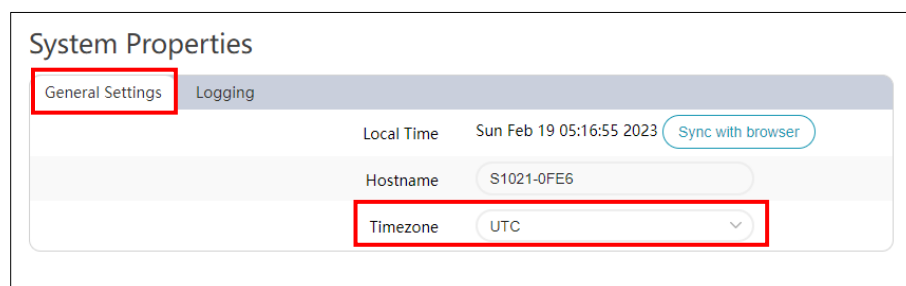 System Properties
General Settings Logging
Local Time Sun Feb 19 05:16:55 2023 Sync with browser
Hostname S1021-0FE6
Timezone UTC